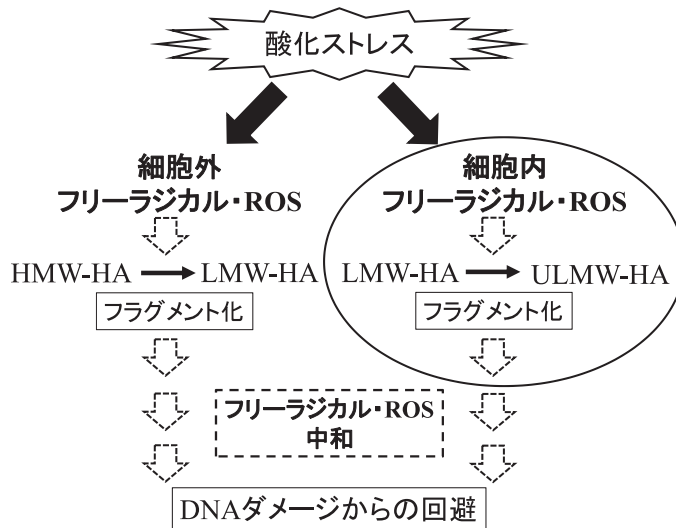 酸化ストレス
細胞外
フリーラジカル・ROS
HMW-HA
LMW-HA
フラグメント化
細胞内
フリーラジカル・ROS
LMW-HA
ULMW-HA
フラグメント化
フリーラジカル・ROS
中和
DNAダメージからの回避